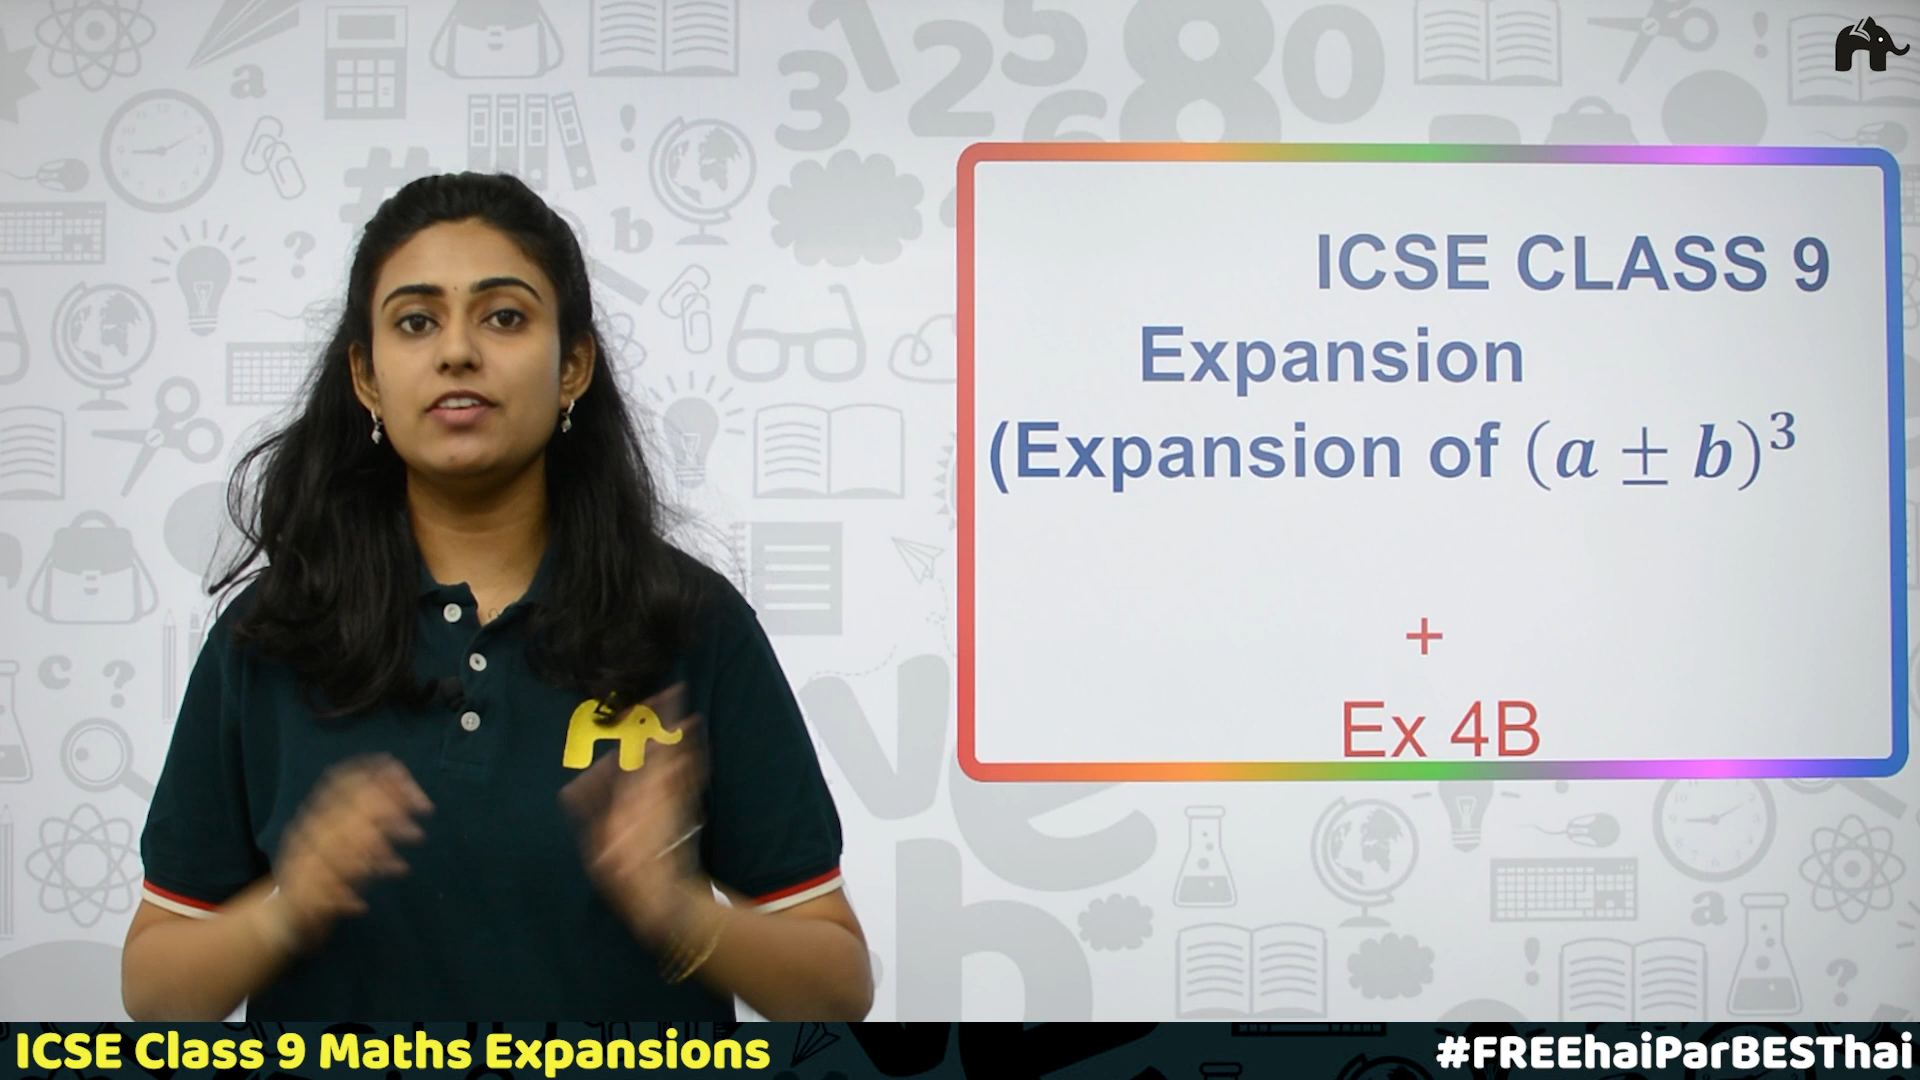 ICSE CLASS 9
Expansion
(Expansion of (a ± b)³
+
Ex 4B
ICSE Class 9 Maths Expansions
#FREEhaiParBESThai